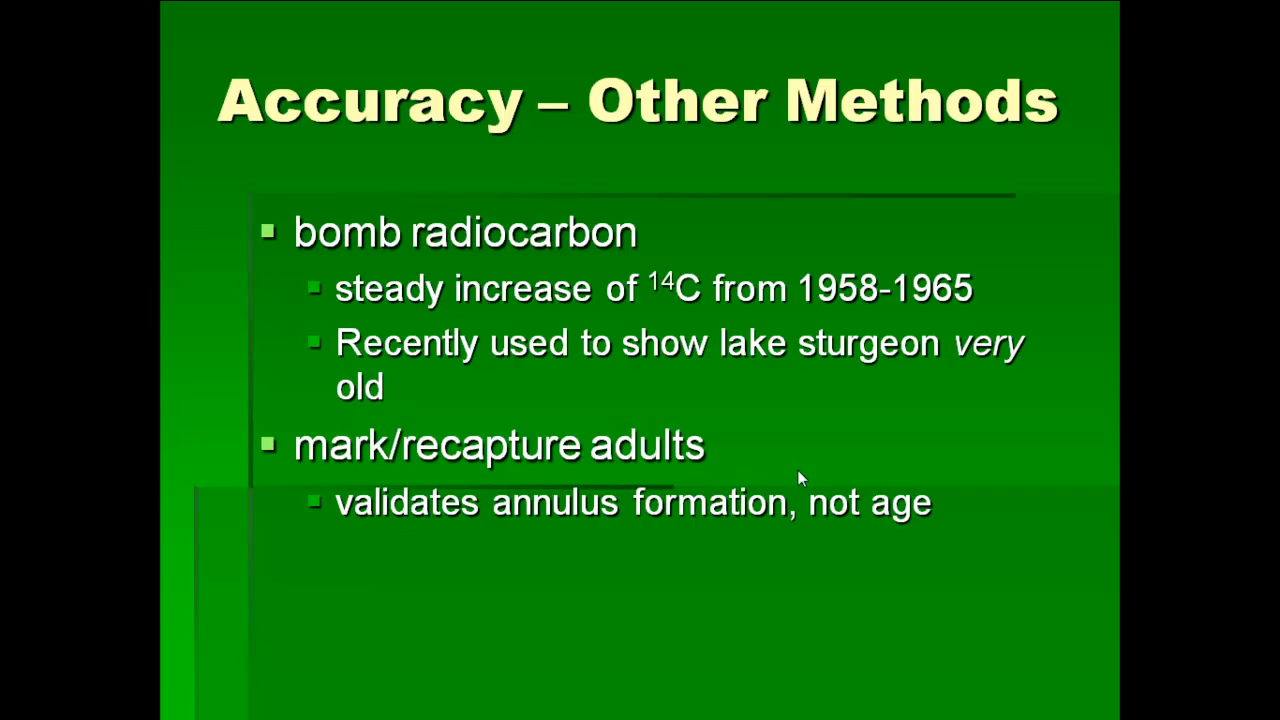 Accuracy – Other Methods
bomb radiocarbon
steady increase of ¹⁴C from 1958-1965
Recently used to show lake sturgeon very
old
mark/recapture adults
validates annulus formation, not age